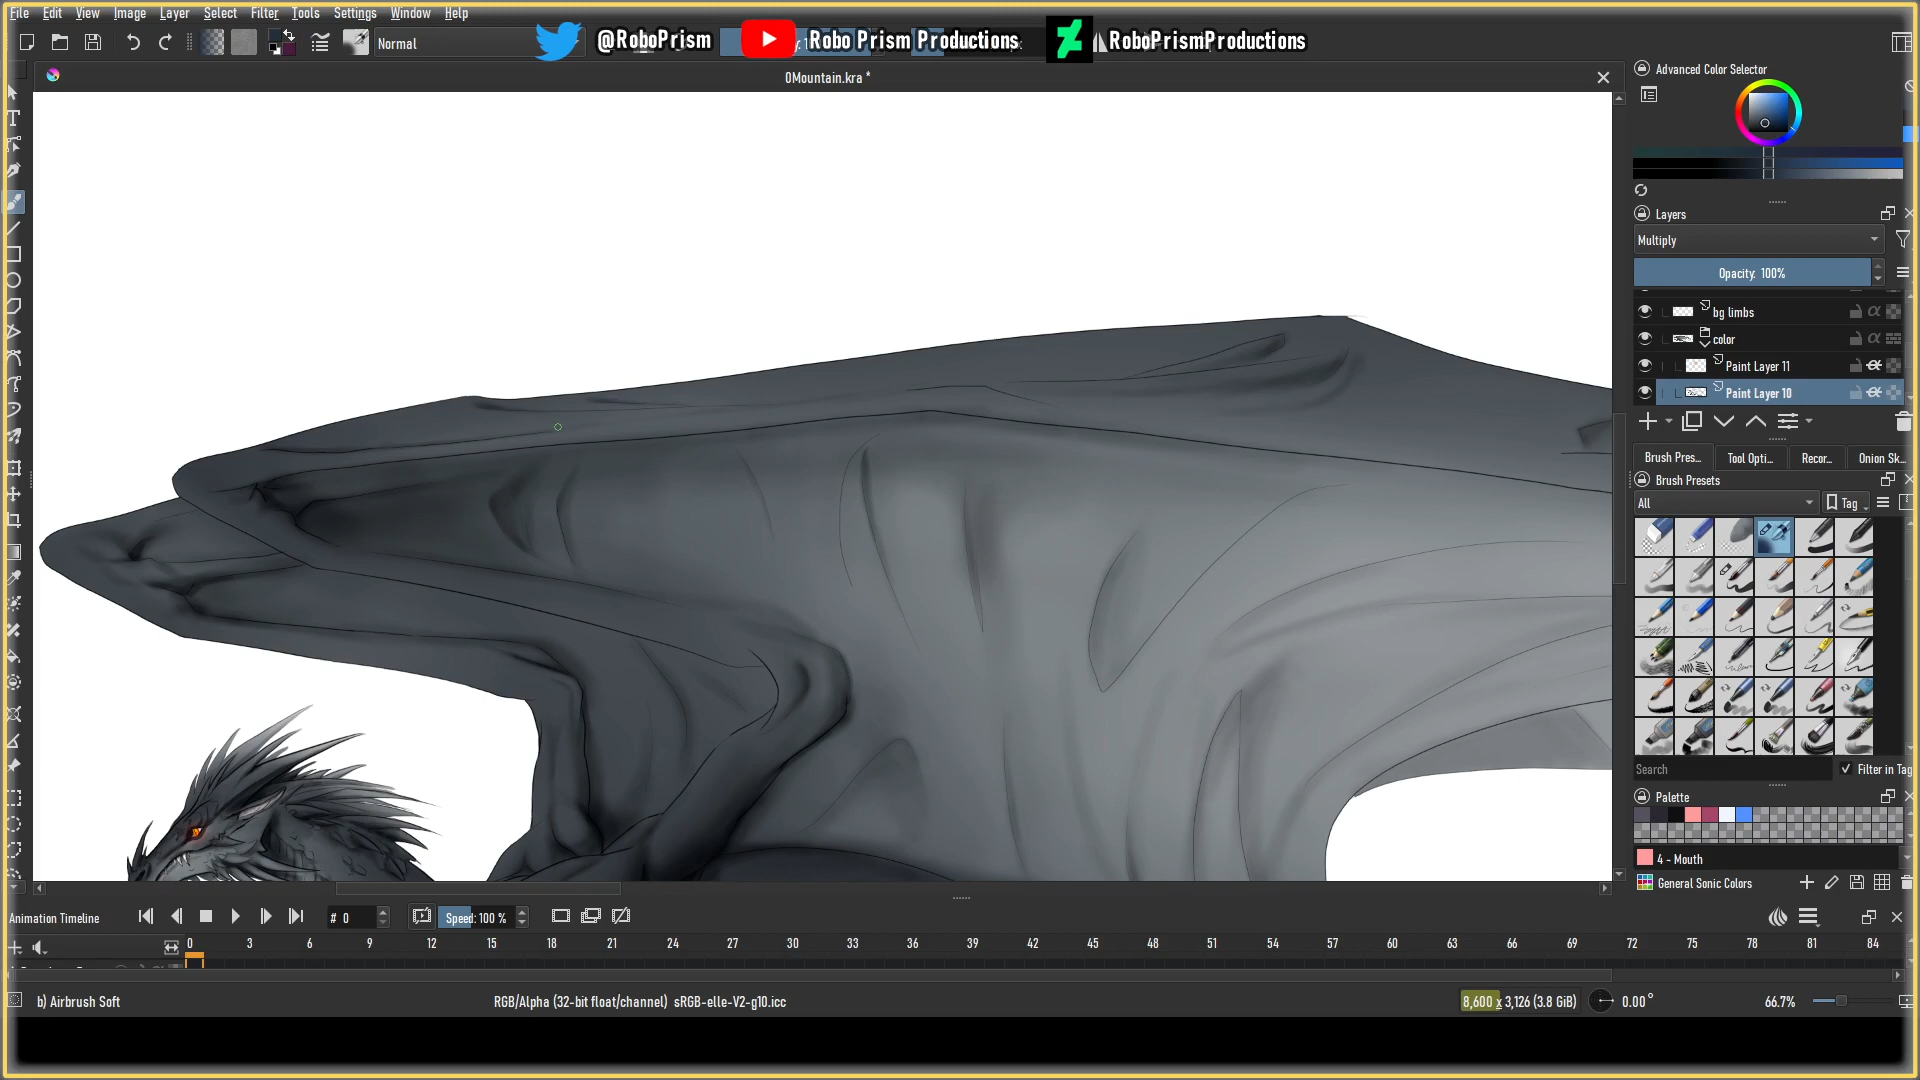 File Edit View Image Layer Select Filter Tools Settings Window Help
Normal
@RoboPrism
Robo Prism Productions
RoboPrismProductions
0Mountain.kra *
Advanced Color Selector
Layers
Multiply
Opacity: 100%
bg limbs
color
Paint Layer 11
Paint Layer 10
Brush Pres... Tool Opti... Recor... Onion Sk...
Brush Presets
All
Tag
Search
Filter in Tag
Palette
4 - Mouth
General Sonic Colors
Animation Timeline
# 0
Speed: 100 %
0 3 6 9 12 15 18 21 24 27 30 33 36 39 42 45 48 51 54 57 60 63 66 69 72 75 78 81 84
b) Airbrush Soft
RGB/Alpha (32-bit float/channel) sRGB-elle-V2-g10.icc
8,600 x 3,126 (3.8 GiB)
0.00°
66.7%